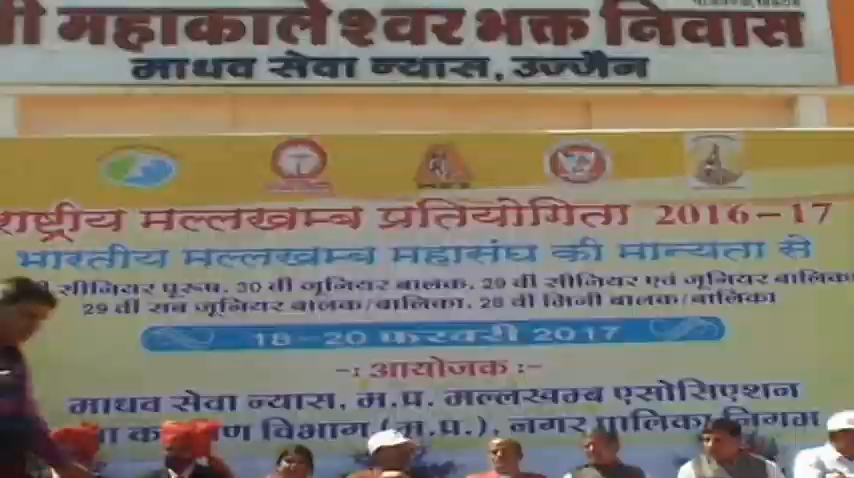 महाकालेश्वर भक्त निवास
माधव सेवा न्यास, उज्जैन
राष्ट्रीय मल्लखम्ब प्रतियोगिता 2016-17
भारतीय मल्लखम्ब महासंघ की मान्यता से
सीनियर पुरूष, 30 वी जूनियर बालक, 29 वी सीनियर एवं जूनियर बालिका
29 वी सब जूनियर बालक/बालिका, 28 वी मिनी बालक/बालिका
18-20 फरवरी 2017
-: आयोजक :-
माधव सेवा न्यास, म.प्र. मल्लखम्ब एसोसिएशन
विभाग (म.प्र.), नगर पालिका निगम